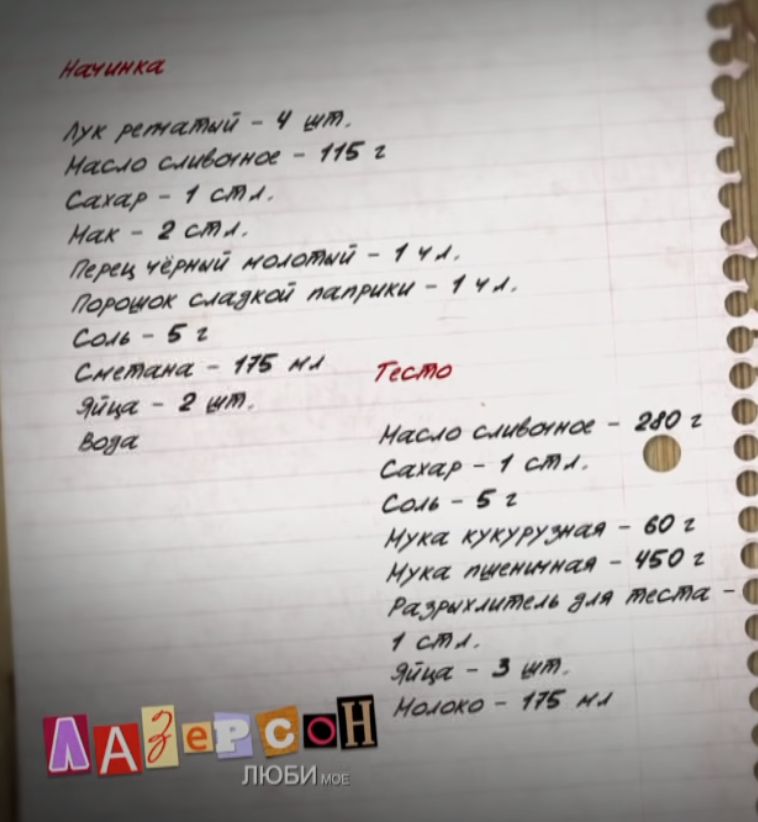 Начинка
Лук репчатый - 4 шт.
Масло сливочное - 115 г
Сахар - 1 ст л.
Мак - 2 ст л.
Перец чёрный молотый - 1 ч л.
Порошок сладкой паприки - 1 ч л.
Соль - 5 г
Сметана - 175 мл
Яйца - 2 шт.
Вода
Тесто
Масло сливочное - 280 г
Сахар - 1 ст л.
Соль - 5 г
Мука кукурузная - 60 г
Мука пшеничная - 450 г
Разрыхлитель для теста -
1 ст л.
Яйца - 3 шт.
Молоко - 175 мл
ЛАЗЕРСОН
ЛЮБИМОЕ